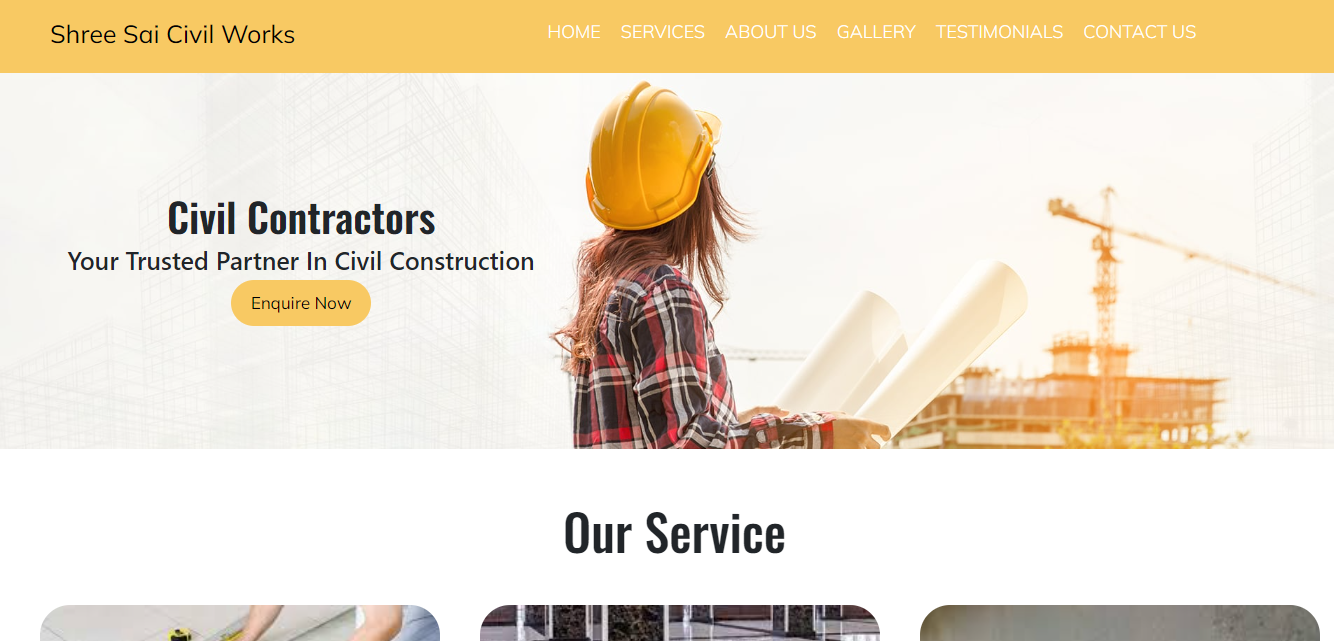 Shree Sai Civil Works
HOME SERVICES ABOUT US GALLERY TESTIMONIALS CONTACT US
Civil Contractors
Your Trusted Partner In Civil Construction
Enquire Now
Our Service